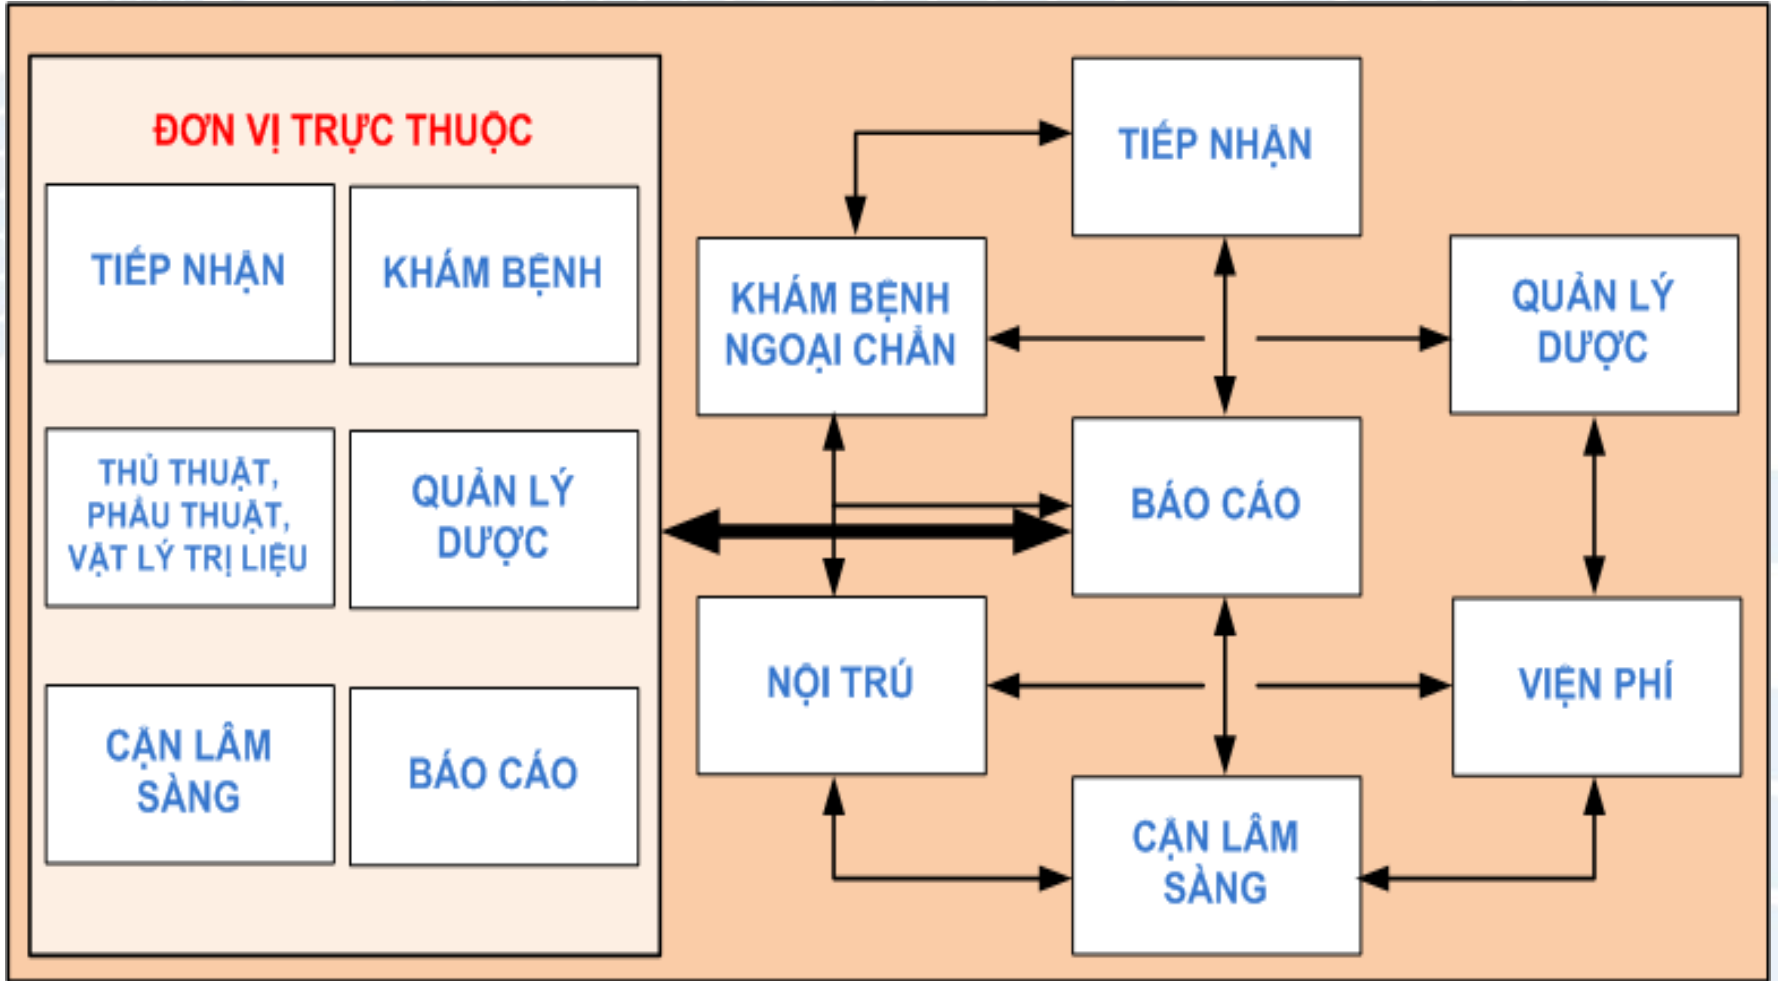 ĐƠN VỊ TRỰC THUỘC
TIẾP NHẬN
KHÁM BỆNH
THỦ THUẬT,
PHẨU THUẬT,
VẬT LÝ TRỊ LIỆU
QUẢN LÝ
DƯỢC
CẬN LÂM
SÀNG
BÁO CÁO
TIẾP NHẬN
KHÁM BỆNH
NGOẠI CHẨN
QUẢN LÝ
DƯỢC
BÁO CÁO
NỘI TRÚ
VIỆN PHÍ
CẬN LÂM
SÀNG